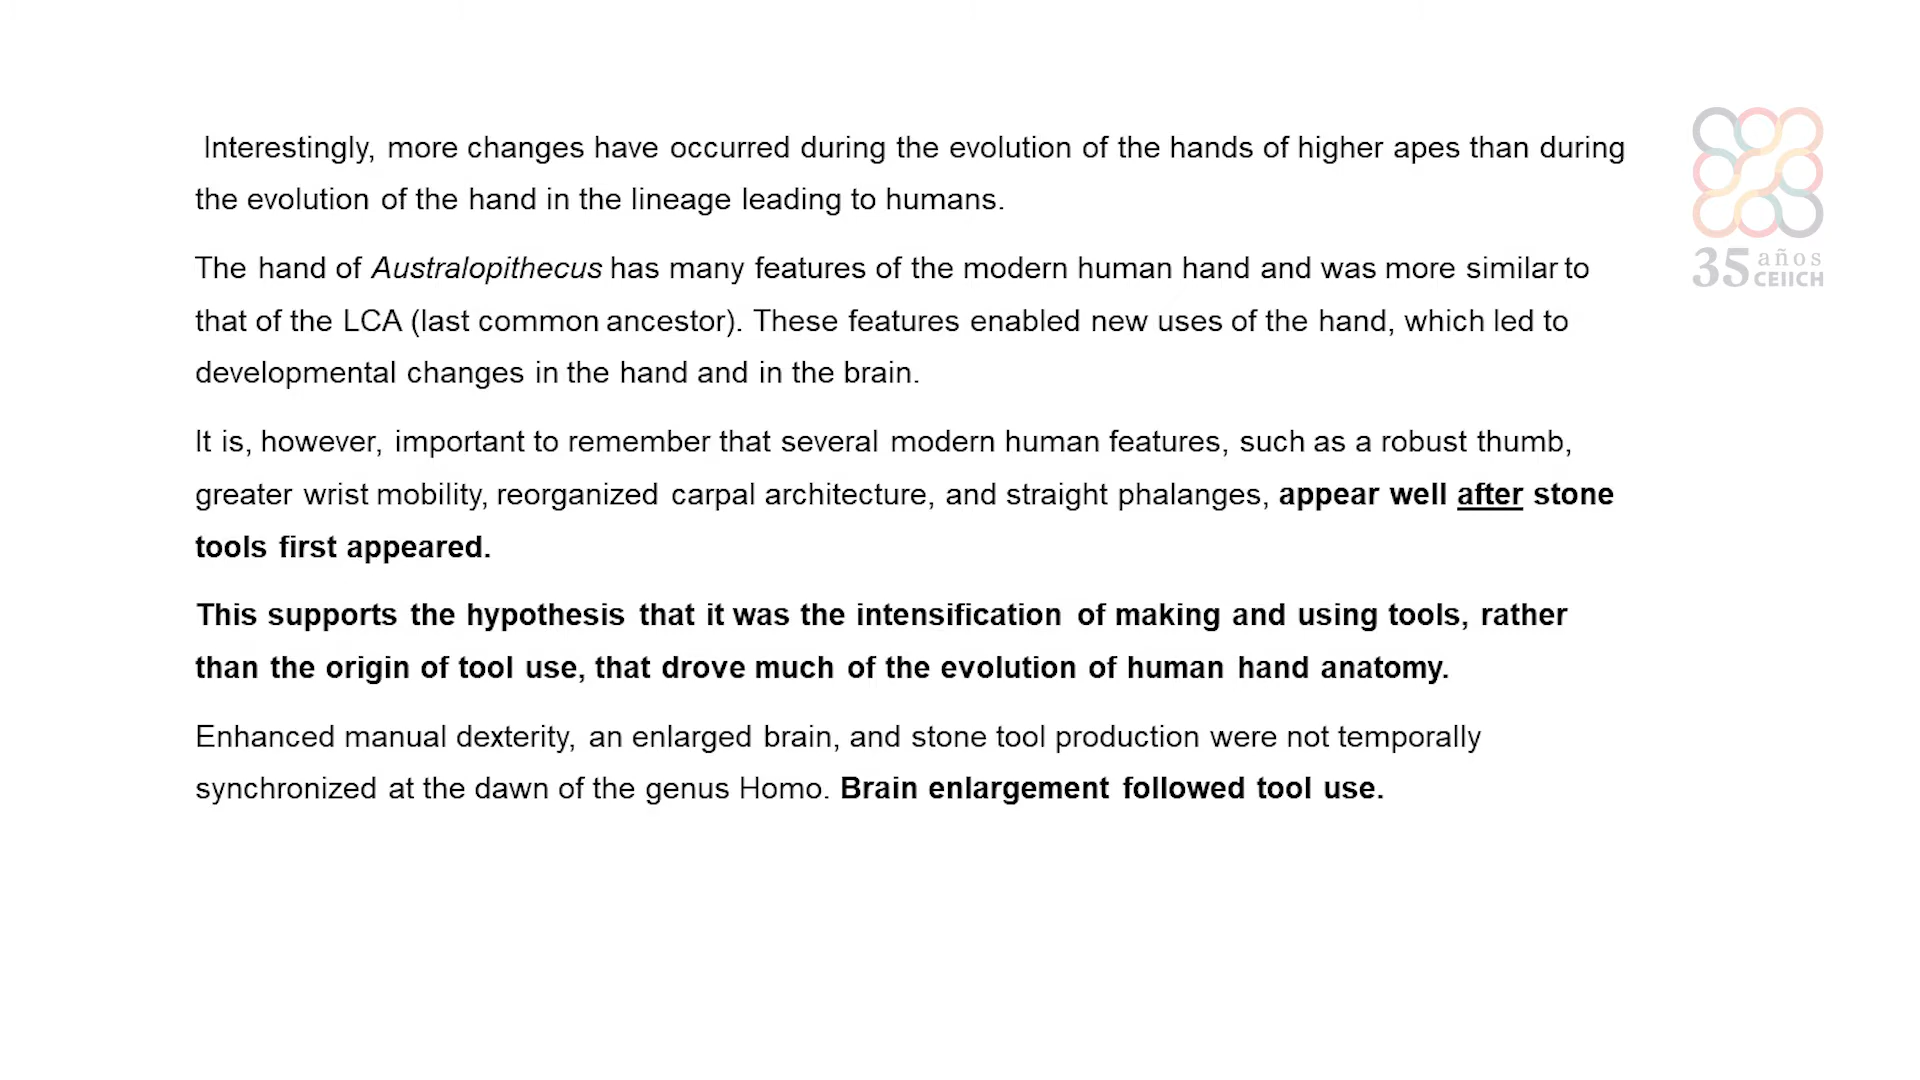 Interestingly, more changes have occurred during the evolution of the hands of higher apes than during
the evolution of the hand in the lineage leading to humans.
The hand of Australopithecus has many features of the modern human hand and was more similar to
that of the LCA (last common ancestor). These features enabled new uses of the hand, which led to
developmental changes in the hand and in the brain.
It is, however, important to remember that several modern human features, such as a robust thumb,
greater wrist mobility, reorganized carpal architecture, and straight phalanges, appear well after stone
tools first appeared.
This supports the hypothesis that it was the intensification of making and using tools, rather
than the origin of tool use, that drove much of the evolution of human hand anatomy.
Enhanced manual dexterity, an enlarged brain, and stone tool production were not temporally
synchronized at the dawn of the genus Homo. Brain enlargement followed tool use.
35 años
CEIICH